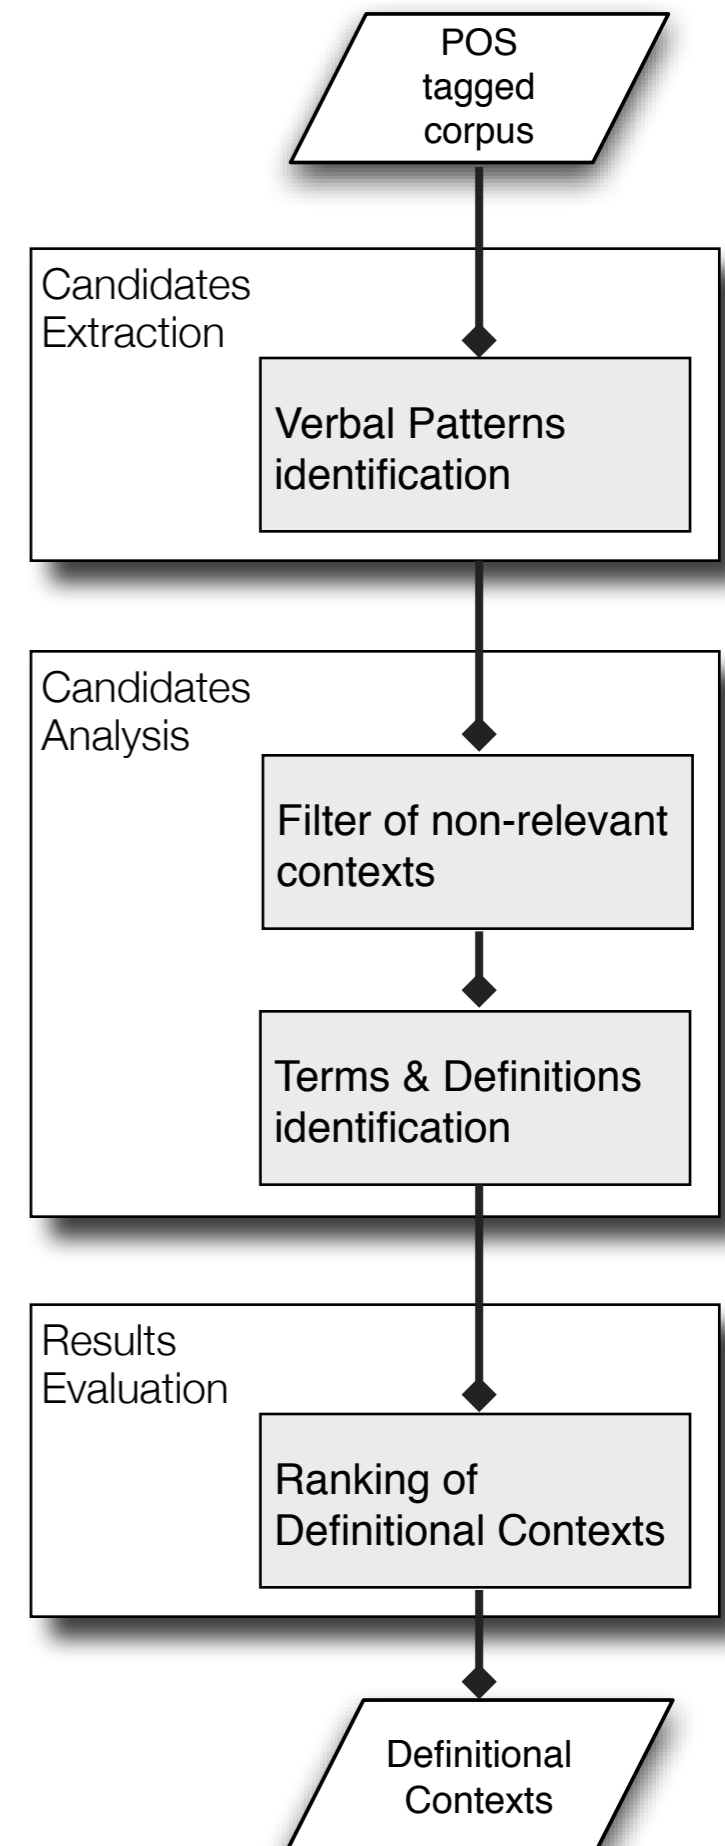 POS
tagged
corpus
Candidates
Extraction
Verbal Patterns
identification
Candidates
Analysis
Filter of non-relevant
contexts
Terms & Definitions
identification
Results
Evaluation
Ranking of
Definitional Contexts
Definitional
Contexts